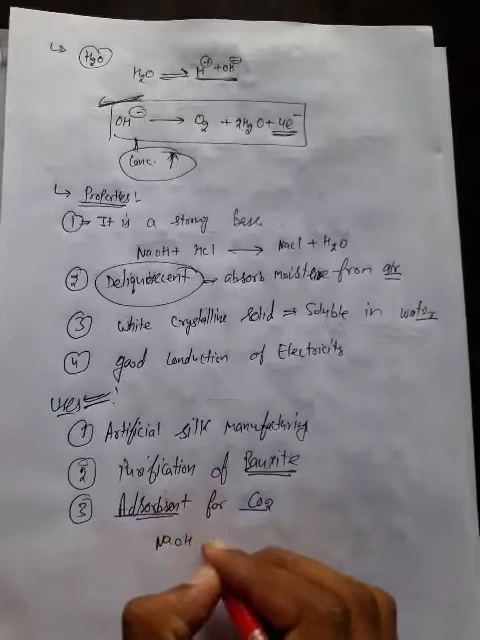 ↳ H₂O
H₂O ⇌ H⊕ + OH⊖
OH⊖ → O₂ + 2H₂O + 4e⁻
Conc. ↑
↳ Properties!
① It is a strong base
NaOH + HCl → NaCl + H₂O
② Deliquescent → absorb moisture from air
③ White crystalline solid ⇒ Soluble in water
④ good conduction of Electricity
Uses:
① Artificial silk manufacturing
② Purification of Bauxite
③ Adsorbsent for CO₂
NaOH